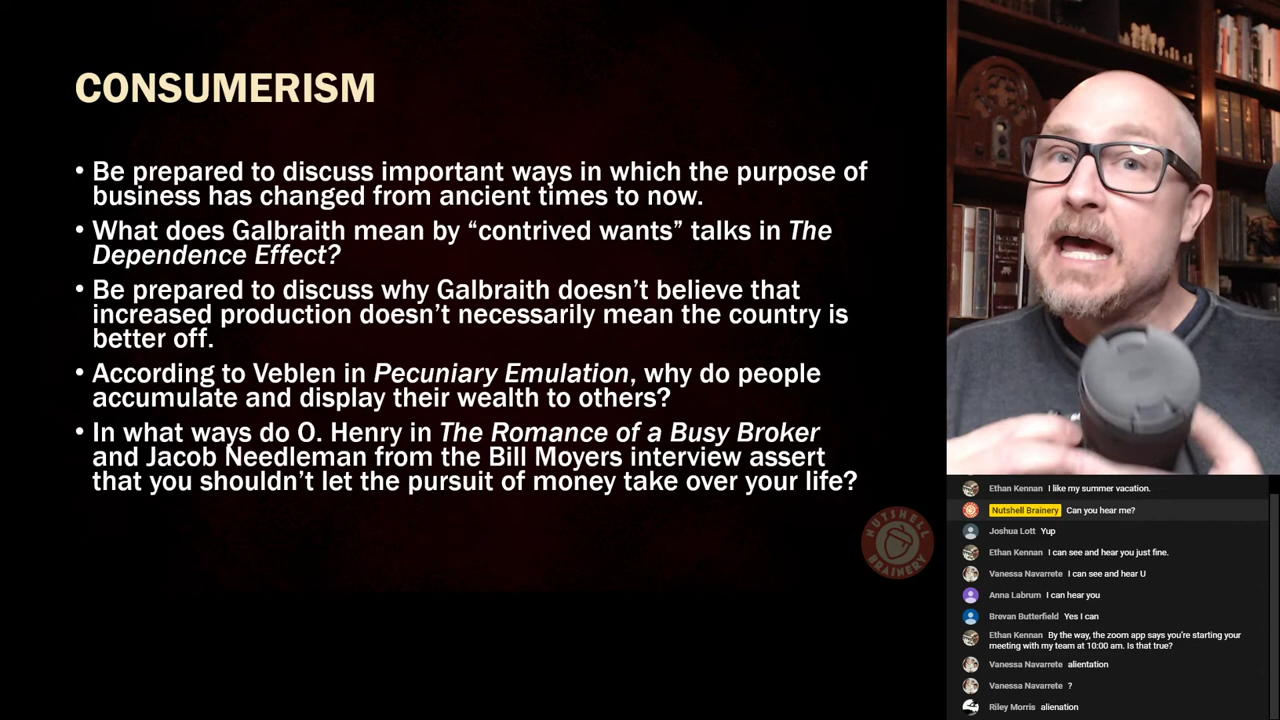 CONSUMERISM
• Be prepared to discuss important ways in which the purpose of
business has changed from ancient times to now.
• What does Galbraith mean by “contrived wants” talks in The
Dependence Effect?
• Be prepared to discuss why Galbraith doesn’t believe that
increased production doesn’t necessarily mean the country is
better off.
• According to Veblen in Pecuniary Emulation, why do people
accumulate and display their wealth to others?
• In what ways do O. Henry in The Romance of a Busy Broker
and Jacob Needleman from the Bill Moyers interview assert
that you shouldn’t let the pursuit of money take over your life?
NUTSHELL
BRAINERY
Ethan Kennan I like my summer vacation.
Nutshell Brainery Can you hear me?
Joshua Lott Yup
Ethan Kennan I can see and hear you just fine.
Vanessa Navarrete I can see and hear U
Anna Labrum I can hear you
Brevan Butterfield Yes I can
Ethan Kennan By the way, the zoom app says you’re starting your
meeting with my team at 10:00 am. Is that true?
Vanessa Navarrete alientation
Vanessa Navarrete ?
Riley Morris alienation